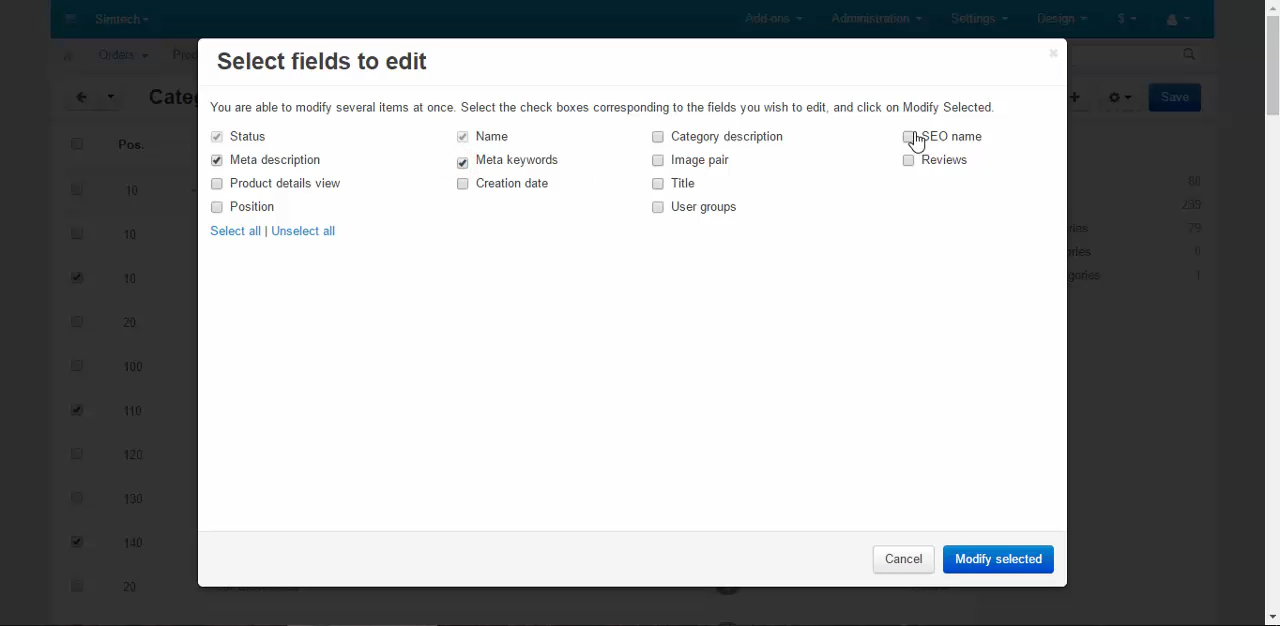 Simtech
Add-ons
Administration
Settings
Design
$
Orders
Select fields to edit
You are able to modify several items at once. Select the check boxes corresponding to the fields you wish to edit, and click on Modify Selected.
Save
Status
Name
Category description
SEO name
Pos.
Meta description
Meta keywords
Image pair
Reviews
Product details view
Creation date
Title
10
Position
User groups
239
Select all | Unselect all
79
10
0
10
1
20
100
110
120
130
140
Cancel
Modify selected
20